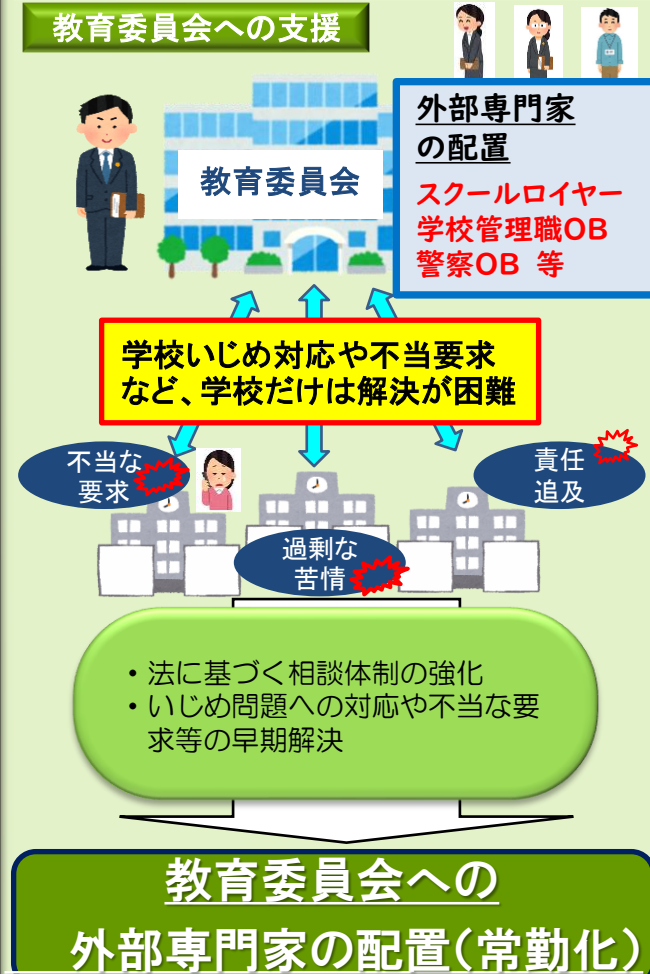 教育委員会への支援
教育委員会
外部専門家
の配置
スクールロイヤー
学校管理職OB
警察OB 等
学校いじめ対応や不当要求
など、学校だけは解決が困難
不当な
要求
責任
追及
過剰な
苦情
・法に基づく相談体制の強化
・いじめ問題への対応や不当な要
求等の早期解決
教育委員会への
外部専門家の配置(常勤化)